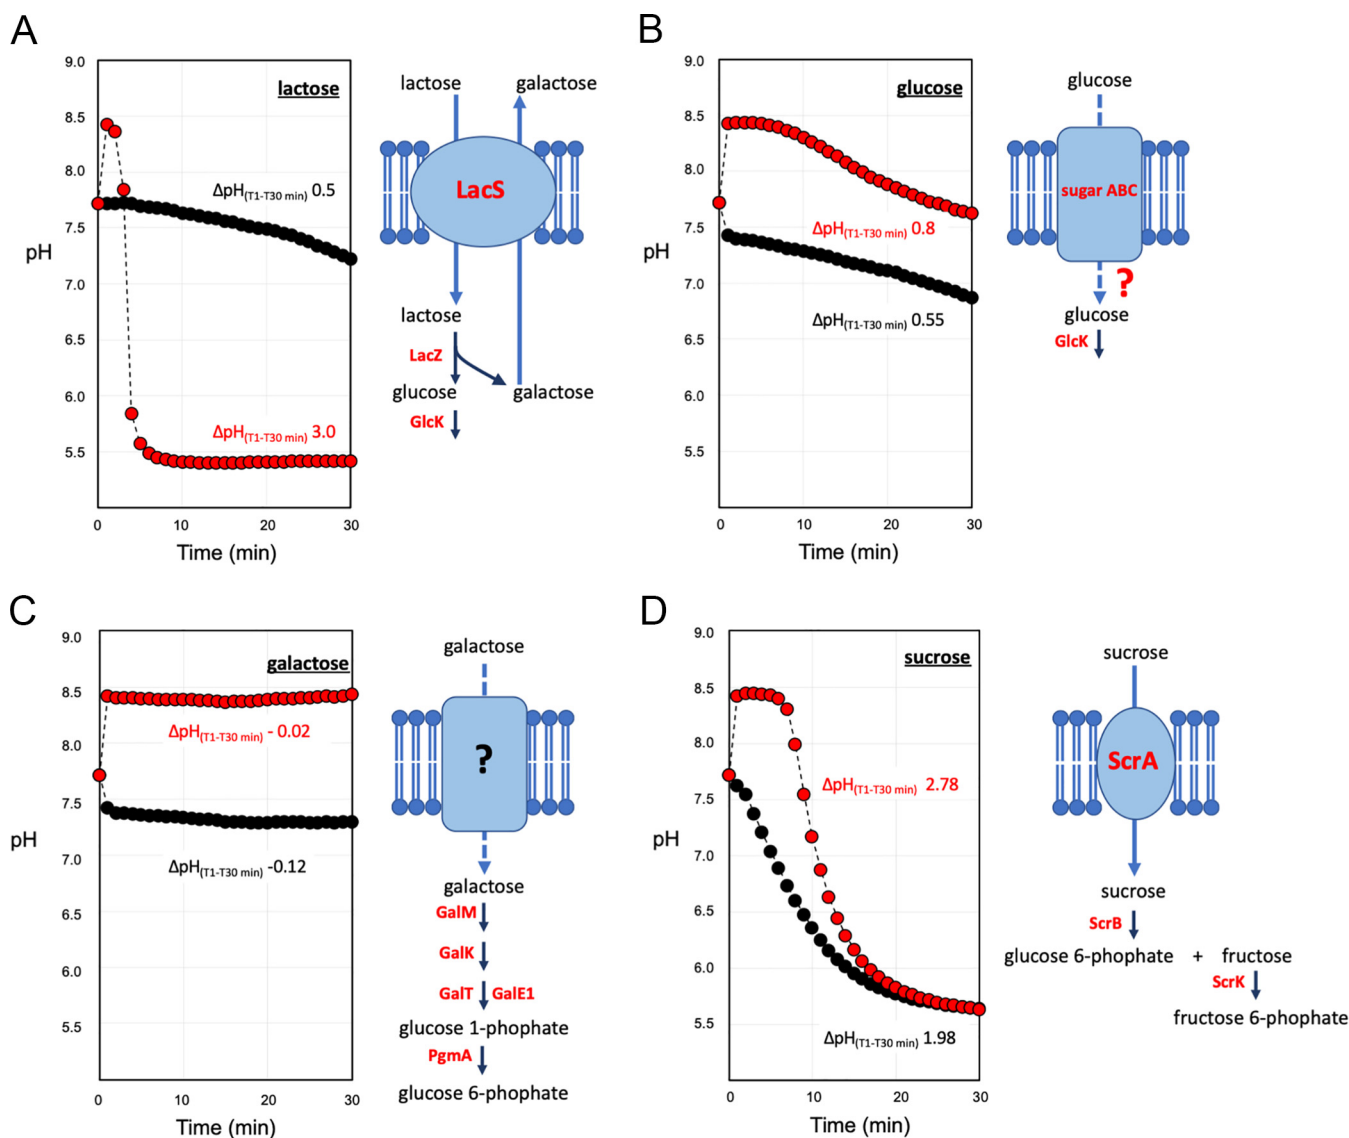 A
lactose
9.0
8.5
8.0
7.5
7.0
6.5
6.0
5.5
pH
ΔpH(T1-T30 min) 0.5
ΔpH(T1-T30 min) 3.0
0
10
20
30
Time (min)
lactose
galactose
LacS
lactose
LacZ
glucose
galactose
GlcK
B
glucose
9.0
8.5
8.0
7.5
7.0
6.5
6.0
5.5
pH
ΔpH(T1-T30 min) 0.8
ΔpH(T1-T30 min) 0.55
0
10
20
30
Time (min)
glucose
sugar ABC
?
glucose
GlcK
C
galactose
9.0
8.5
8.0
7.5
7.0
6.5
6.0
5.5
pH
ΔpH(T1-T30 min) - 0.02
ΔpH(T1-T30 min) -0.12
0
10
20
30
Time (min)
galactose
?
galactose
GalM
GalK
GalT GalE1
glucose 1-phophate
PgmA
glucose 6-phophate
D
sucrose
9.0
8.5
8.0
7.5
7.0
6.5
6.0
5.5
pH
ΔpH(T1-T30 min) 2.78
ΔpH(T1-T30 min) 1.98
0
10
20
30
Time (min)
sucrose
ScrA
sucrose
ScrB
glucose 6-phophate + fructose
ScrK
fructose 6-phophate